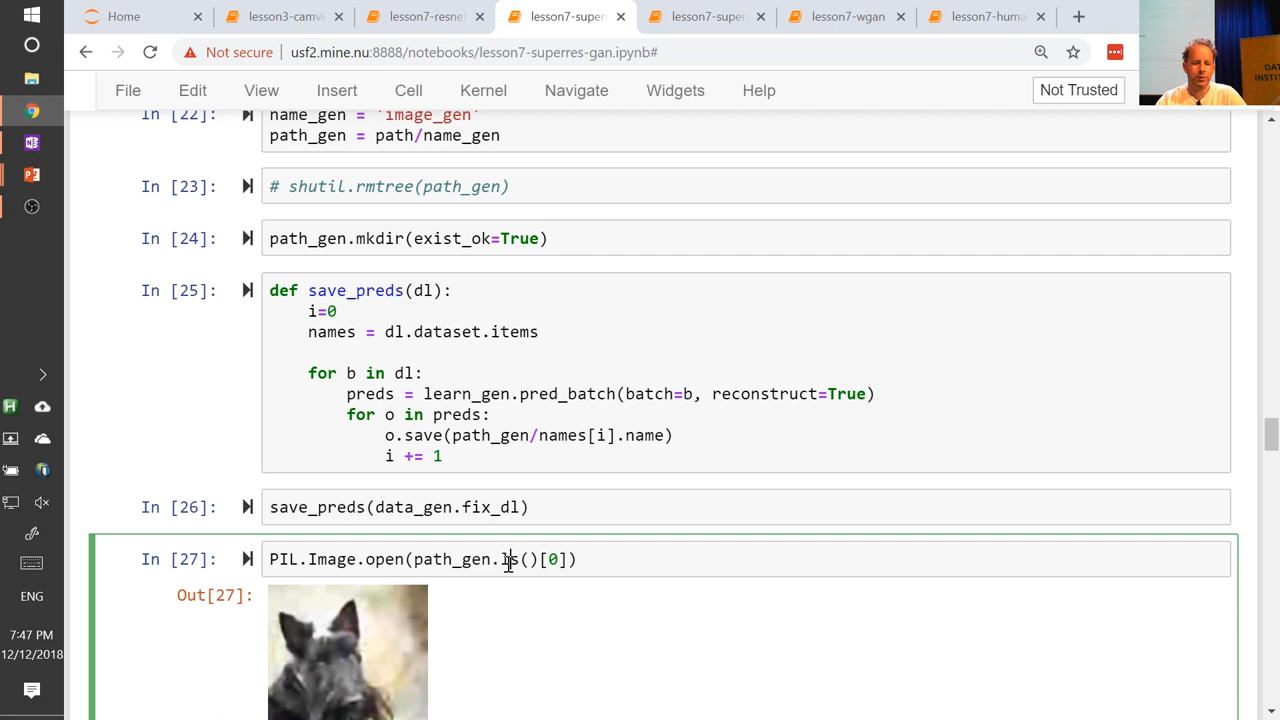 Home
lesson3-camvi
lesson7-resne
lesson7-super
lesson7-super
lesson7-wgan
lesson7-huma
Not secure
usf2.mine.nu:8888/notebooks/lesson7-superres-gan.ipynb#
File
Edit
View
Insert
Cell
Kernel
Navigate
Widgets
Help
Not Trusted
In [22]:
name_gen = 'image_gen'
path_gen = path/name_gen
In [23]:
# shutil.rmtree(path_gen)
In [24]:
path_gen.mkdir(exist_ok=True)
In [25]:
def save_preds(dl):
i=0
names = dl.dataset.items
for b in dl:
preds = learn_gen.pred_batch(batch=b, reconstruct=True)
for o in preds:
o.save(path_gen/names[i].name)
i += 1
In [26]:
save_preds(data_gen.fix_dl)
In [27]:
PIL.Image.open(path_gen.ls()[0])
Out[27]:
ENG
7:47 PM
12/12/2018
DAT
INSTIT